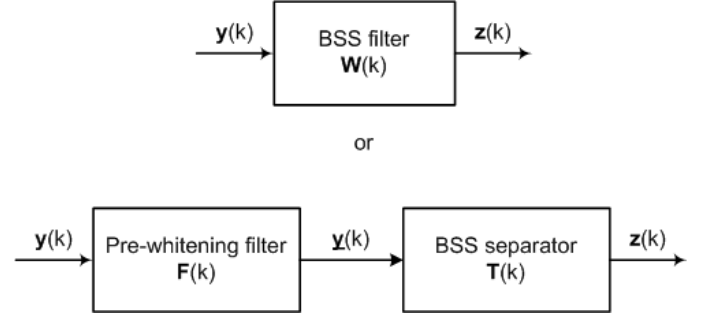 y(k)
BSS filter
W(k)
z(k)
or
y(k)
Pre-whitening filter
F(k)
y(k)
BSS separator
T(k)
z(k)